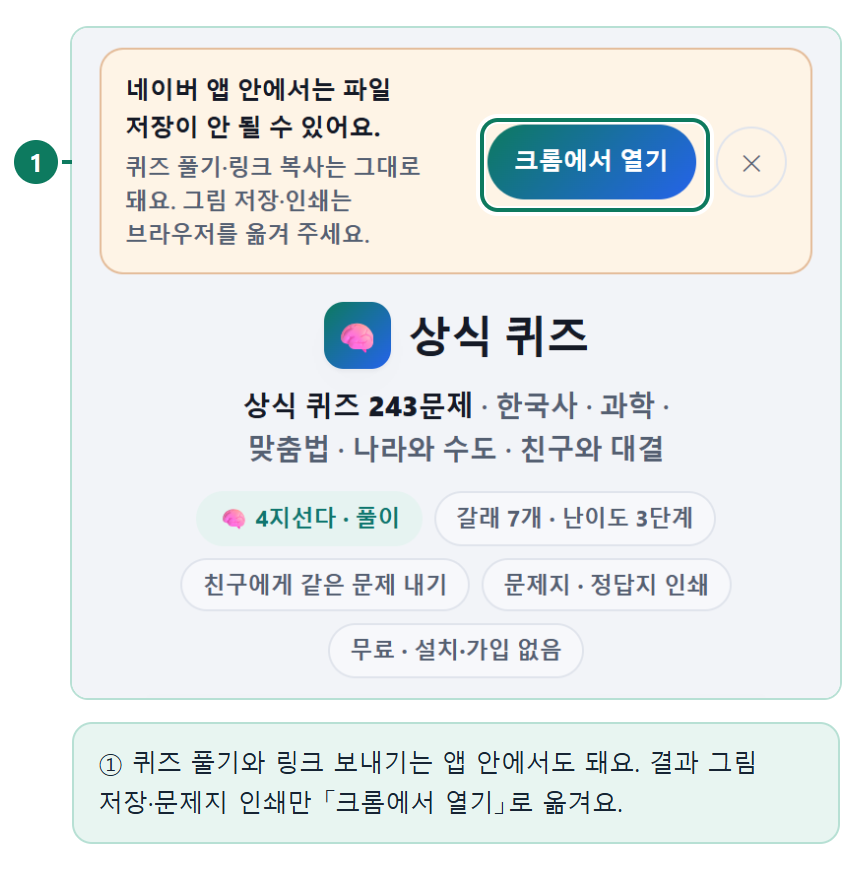 네이버 앱 안에서는 파일
저장이 안 될 수 있어요.
퀴즈 풀기·링크 복사는 그대로
돼요. 그림 저장·인쇄는
브라우저를 옮겨 주세요.
크롬에서 열기
×
1
상식 퀴즈
상식 퀴즈 243문제 · 한국사 · 과학 ·
맞춤법 · 나라와 수도 · 친구와 대결
4지선다 · 풀이
갈래 7개 · 난이도 3단계
친구에게 같은 문제 내기
문제지 · 정답지 인쇄
무료 · 설치·가입 없음
① 퀴즈 풀기와 링크 보내기는 앱 안에서도 돼요. 결과 그림
저장·문제지 인쇄만 「크롬에서 열기」로 옮겨요.